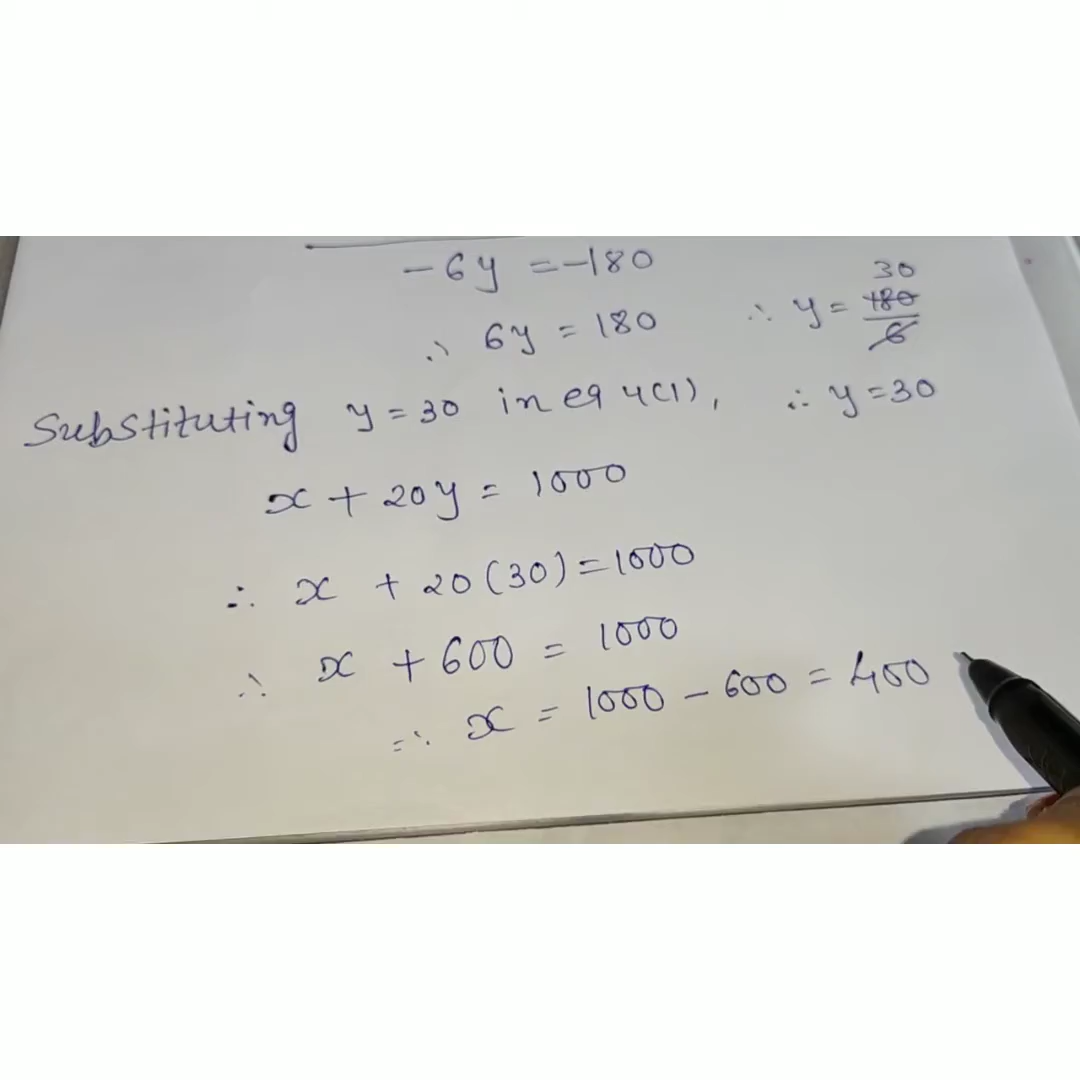 -6y = -180
∴ 6y = 180 ∴ y = 180/6 30
Substituting y = 30 in eq 4(1), ∴ y = 30
x + 20y = 1000
∴ x + 20(30) = 1000
∴ x + 600 = 1000
∴ x = 1000 - 600 = 400